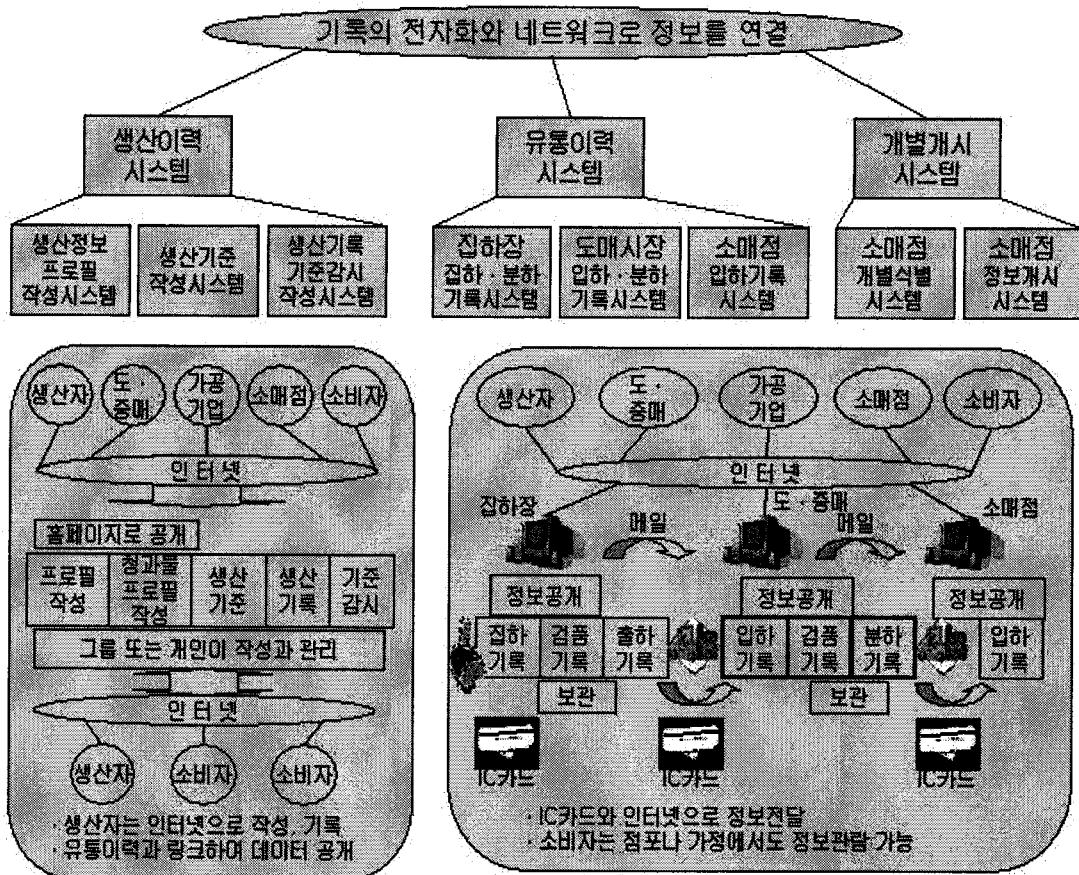 기록의 전자화와 네트워크로 정보를 연결
생산이력
시스템
유통이력
시스템
개별개시
시스템
생산정보
프로필
작성시스템
생산기준
작성시스템
생산기록
기준감시
작성시스템
집하장
집하·분하
기록시스템
도매시장
입하·분하
기록시스템
소매점
입하기록
시스템
소매점
개별식별
시스템
소매점
정보개시
시스템
생산자
도·
중매
가공
기업
소매점
소비자
인터넷
홈페이지로 공개
프로필
작성
청과물
프로필
작성
생산
기준
생산
기록
기준
감시
그룹 또는 개인이 작성과 관리
인터넷
생산자
소비자
소비자
·생산자는 인터넷으로 작성, 기록
·유통이력과 링크하여 데이터 공개
생산자
도·
중매
가공
기업
소매점
소비자
인터넷
집하장
메일
도·중매
메일
소매점
정보공개
정보공개
정보공개
집하
기록
검품
기록
출하
기록
입하
기록
검품
기록
분하
기록
입하
기록
보관
보관
IC카드
IC카드
IC카드
·IC카드와 인터넷으로 정보전달
·소비자는 점포나 가정에서도 정보관람 가능